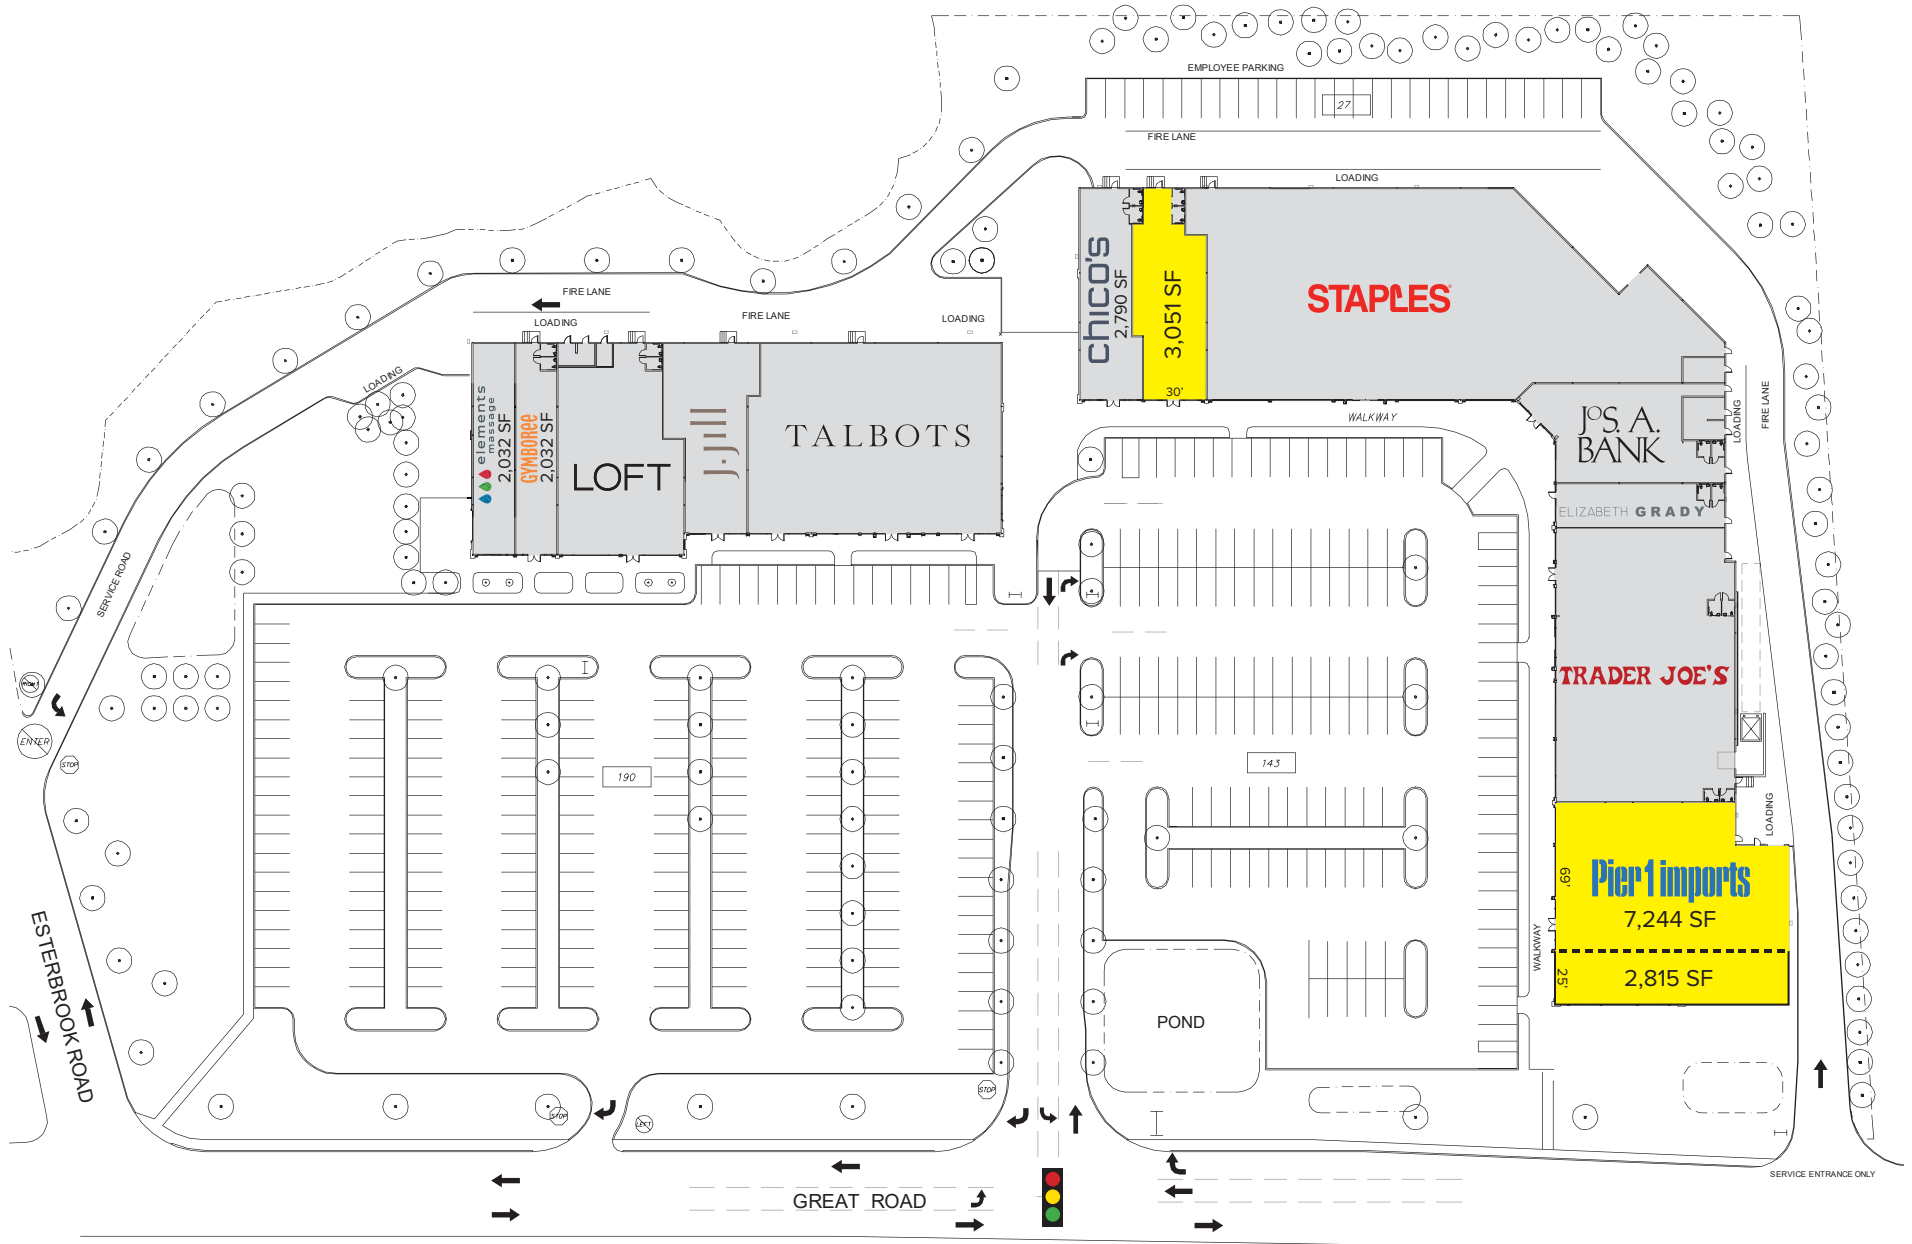 EMPLOYEE PARKING
27
FIRE LANE
LOADING
chico's
2,790 SF
3,051 SF
30'
STAPLES
FIRE LANE
LOADING
FIRE LANE
LOADING
LOADING
elements
massage
2,032 SF
GYMBOREE
2,032 SF
LOFT
J.Jill
TALBOTS
WALKWAY
JOS. A.
BANK
LOADING
FIRE LANE
ELIZABETH GRADY
SERVICE ROAD
TRADER JOE'S
RIGHT
ENTER
STOP
190
143
LOADING
Pier 1 imports
69'
7,244 SF
WALKWAY
25'
2,815 SF
ESTERBROOK ROAD
POND
STOP
STOP
LEFT
GREAT ROAD
SERVICE ENTRANCE ONLY